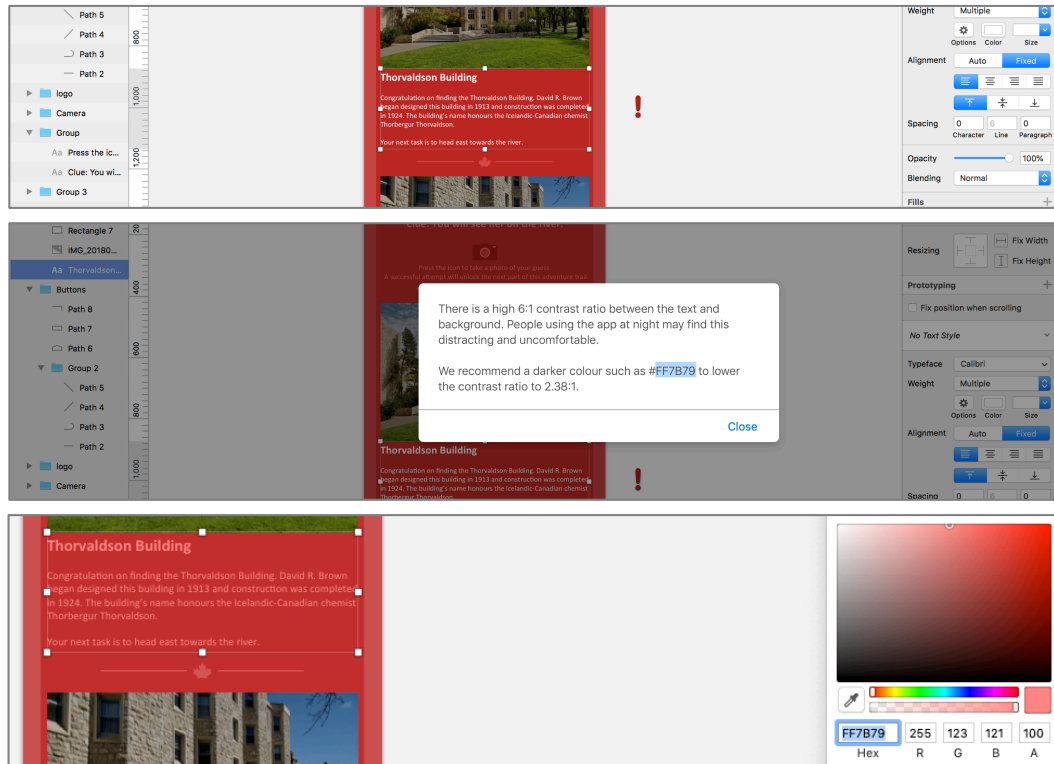 Path 5
Path 4
Path 3
Path 2
logo
Camera
Group
Aa Press the ic...
Aa Clue: You wi...
Group 3
800
1,000
1,200
Thorvaldson Building
Congratulation on finding the Thorvaldson Building. David R. Brown
began designed this building in 1913 and construction was completed
in 1924. The building's name honours the Icelandic-Canadian chemist
Thorbergur Thorvaldson.
Your next task is to head east towards the river.
!
Weight Multiple
Options Color Size
Alignment Auto Fixed
Spacing 0 6 0
Character Line Paragraph
Opacity 100%
Blending Normal
Fills
Rectangle 7
IMG_20180...
Aa Thorvaldson...
Buttons
Path 8
Path 7
Path 6
Group 2
Path 5
Path 4
Path 3
Path 2
logo
Camera
20
400
600
800
1,000
Clue: You will see her on the river.
Press the icon to take a photo of your guess.
A successful attempt will unlock the next part of this adventure trail.
There is a high 6:1 contrast ratio between the text and
background. People using the app at night may find this
distracting and uncomfortable.
We recommend a darker colour such as #FF7B79 to lower
the contrast ratio to 2.38:1.
Close
Thorvaldson Building
Congratulation on finding the Thorvaldson Building. David R. Brown
began designed this building in 1913 and construction was completed
in 1924. The building's name honours the Icelandic-Canadian chemist
Thorbergur Thorvaldson.
!
Resizing Fix Width
Fix Height
Prototyping
Fix position when scrolling
No Text Style
Typeface Calibri
Weight Multiple
Options Color Size
Alignment Auto Fixed
Spacing 0 6 0
Thorvaldson Building
Congratulation on finding the Thorvaldson Building. David R. Brown
began designed this building in 1913 and construction was completed
in 1924. The building's name honours the Icelandic-Canadian chemist
Thorbergur Thorvaldson.
Your next task is to head east towards the river.
FF7B79 255 123 121 100
Hex R G B A